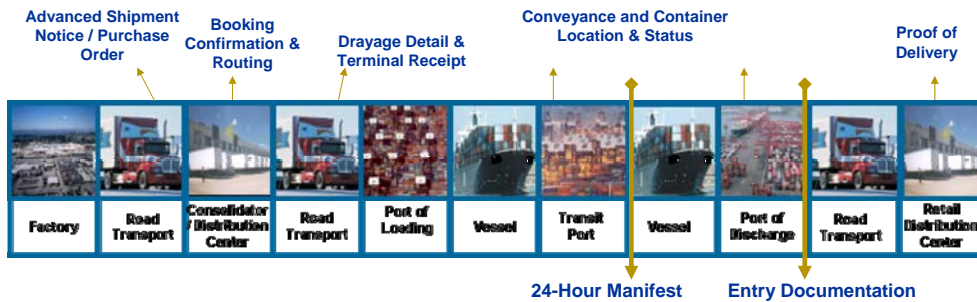 Advanced Shipment
Notice / Purchase
Order
Booking
Confirmation &
Routing
Drayage Detail &
Terminal Receipt
Conveyance and Container
Location & Status
Proof of
Delivery
Factory
Road
Transport
Consolidator
/ Distribution
Center
Road
Transport
Port of
Loading
Vessel
Transit
Port
Vessel
Port of
Discharge
Road
Transport
Retail
Distribution
Center
24-Hour Manifest
Entry Documentation